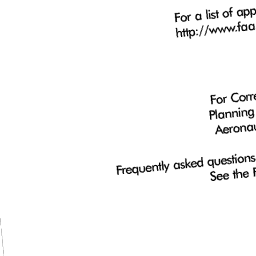 For a list of app
http://www.faa
For Corre
Planning
Aeronau
Frequently asked questions
See the F